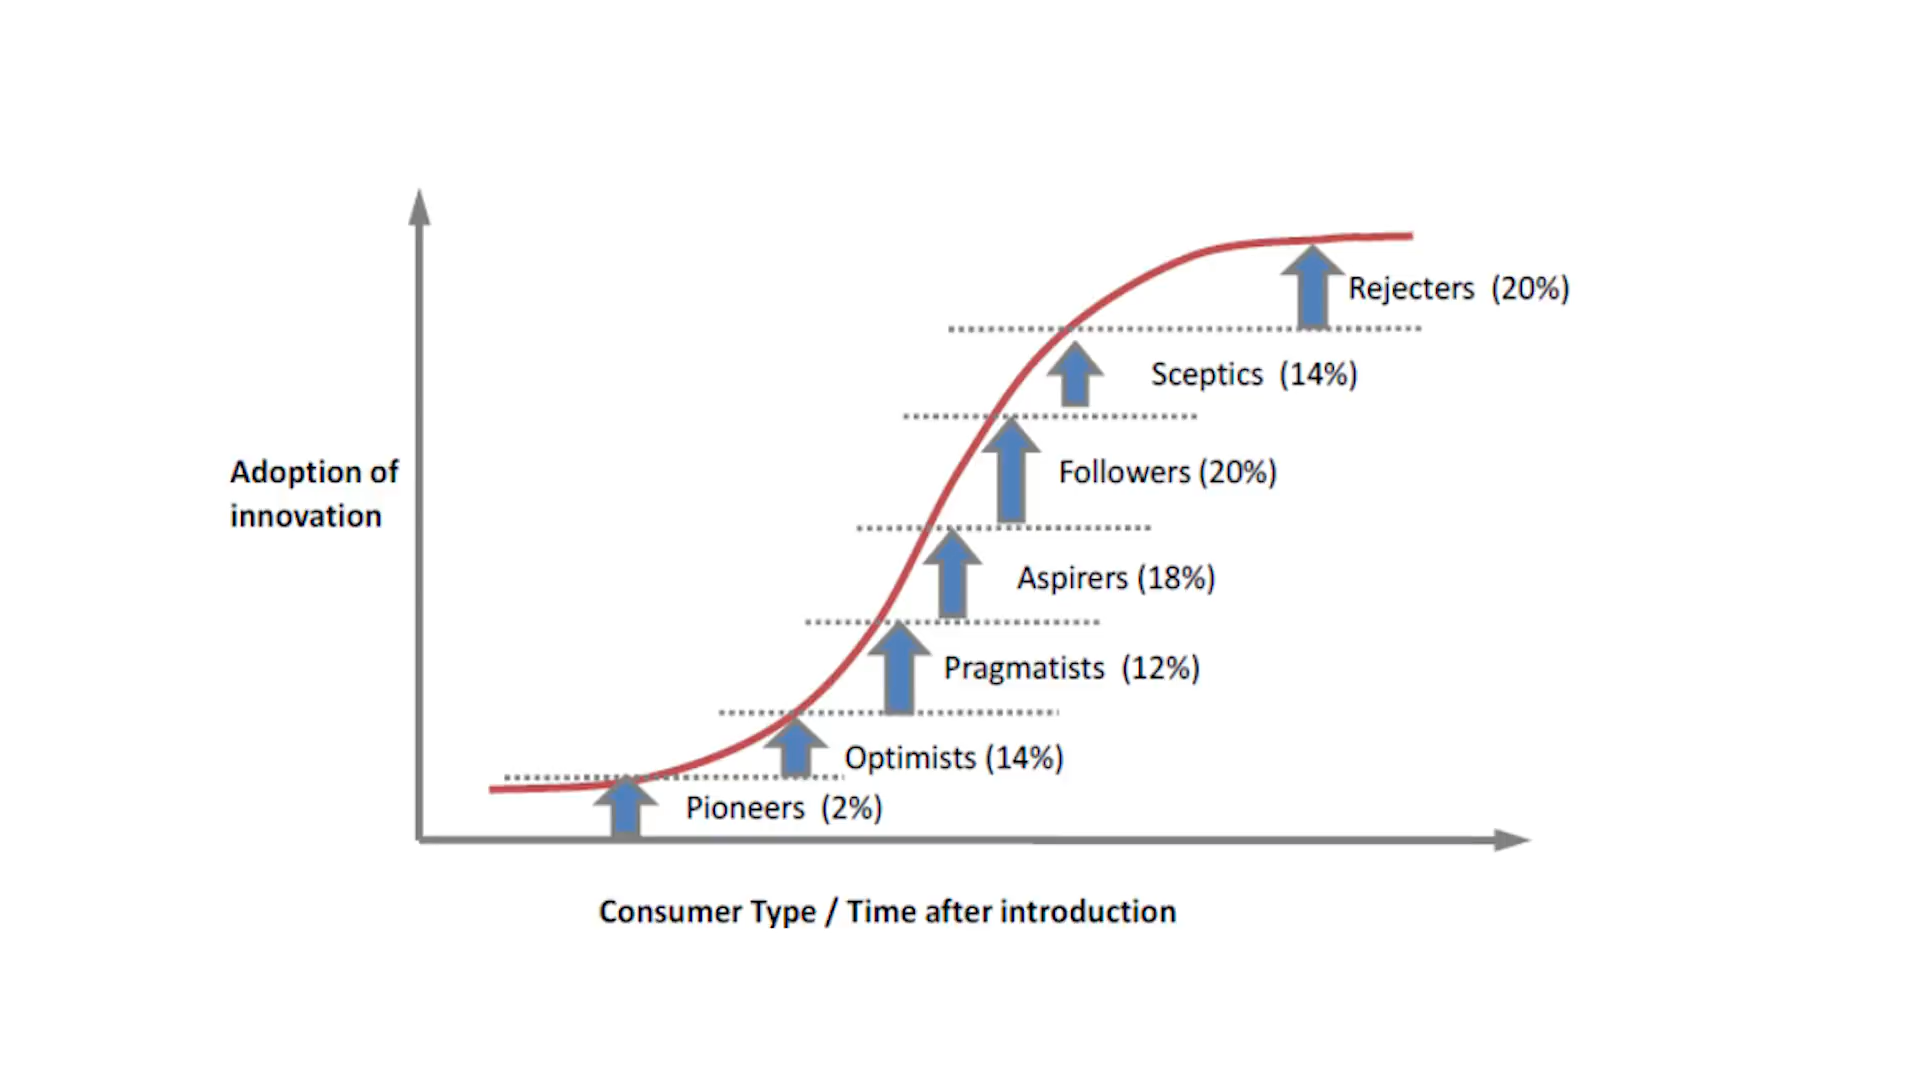 Rejecters  (20%)
Sceptics  (14%)
Followers (20%)
Adoption of
innovation
Aspirers (18%)
Pragmatists  (12%)
Optimists (14%)
Pioneers  (2%)
Consumer Type / Time after introduction